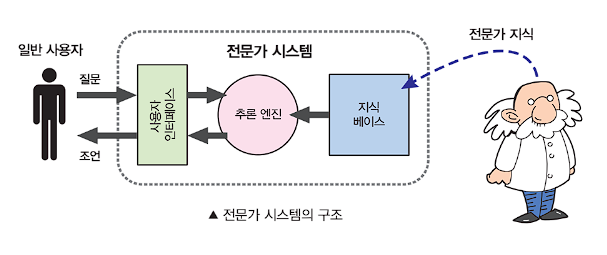 일반 사용자
전문가 시스템
전문가 지식
질문
사용자
인터페이스
추론 엔진
지식
베이스
조언
▲ 전문가 시스템의 구조